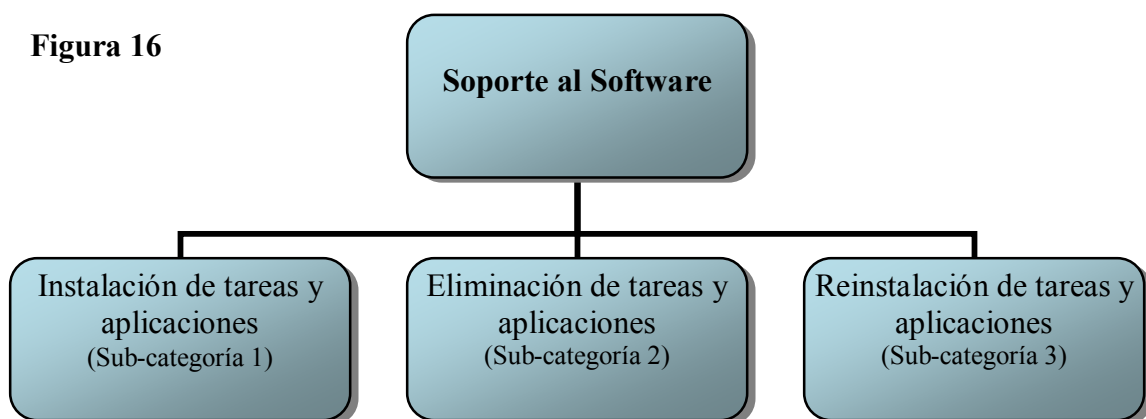 Figura 16
Soporte al Software
Instalación de tareas y
aplicaciones
(Sub-categoría 1)
Eliminación de tareas y
aplicaciones
(Sub-categoría 2)
Reinstalación de tareas y
aplicaciones
(Sub-categoría 3)